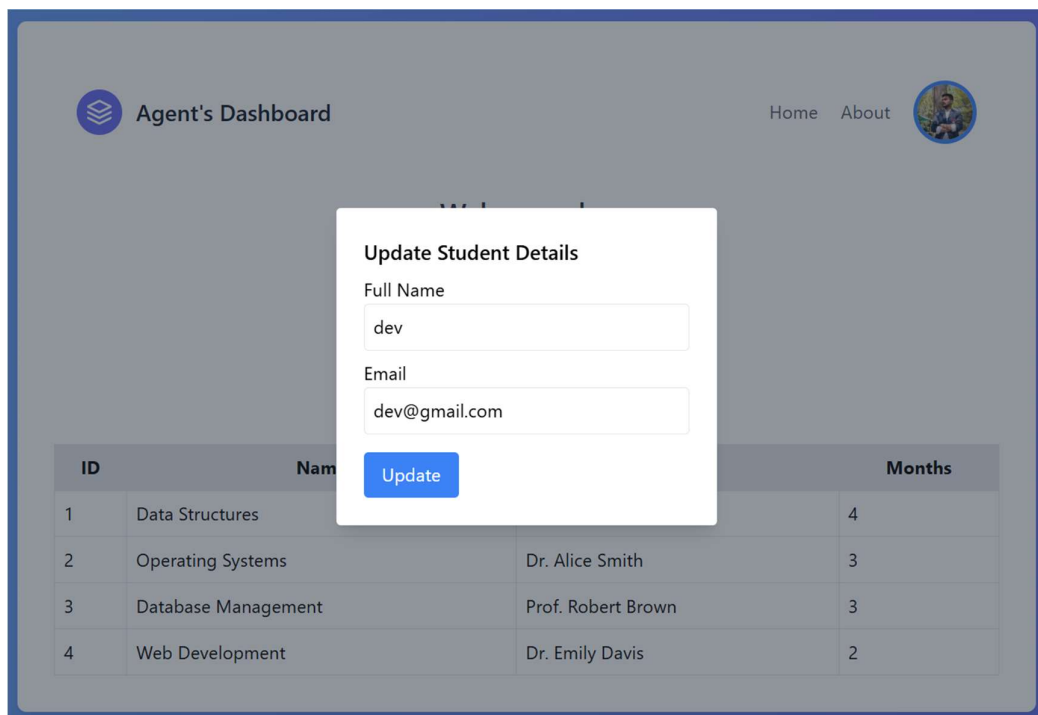 Agent's Dashboard
Home About
Update Student Details
Full Name
dev
Email
dev@gmail.com
Update
ID Months
1 Data Structures 4
2 Operating Systems Dr. Alice Smith 3
3 Database Management Prof. Robert Brown 3
4 Web Development Dr. Emily Davis 2